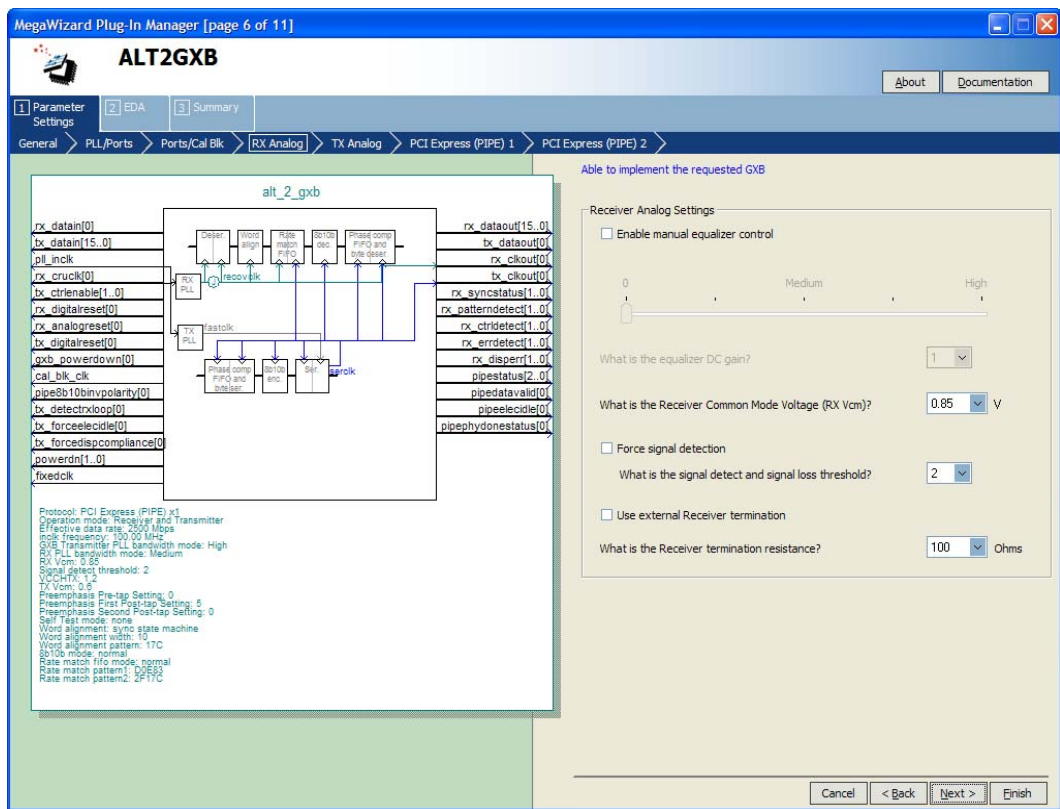 MegaWizard Plug-In Manager [page 6 of 11]
ALT2GXB
About
Documentation
1 Parameter Settings
2 EDA
3 Summary
General
PLL/Ports
Ports/Cal Blk
RX Analog
TX Analog
PCI Express (PIPE) 1
PCI Express (PIPE) 2
alt_2_gxb
rx_datain[0]
tx_datain[15..0]
pll_inclk
rx_cruclk[0]
tx_ctrlenable[1..0]
rx_digitalreset[0]
rx_analogreset[0]
tx_digitalreset[0]
gxb_powerdown[0]
cal_blk_clk
pipe8b10binvpolarity[0]
tx_detectrxloop[0]
tx_forceelecidle[0]
tx_forcedispcompliance[0]
powerdn[1..0]
fixedclk
Deser.
Word align
Rate match FIFO
8b10b dec.
Phase comp FIFO and byte deser.
RX PLL
recovclk
TX PLL
fastclk
Phase comp FIFO and byte ser.
8b10b enc.
Ser.
serclk
rx_dataout[15..0]
tx_dataout[0]
rx_clkout[0]
tx_clkout[0]
rx_syncstatus[1..0]
rx_patterndetect[1..0]
rx_ctrldetect[1..0]
rx_errdetect[1..0]
rx_disperr[1..0]
pipestatus[2..0]
pipedatavalid[0]
pipeelecidle[0]
pipephydonestatus[0]
Protocol: PCI Express (PIPE) x1
Operation mode: Receiver and Transmitter
Effective data rate: 2500 Mbps
inclk frequency: 100.00 MHz
GXB Transmitter PLL bandwidth mode: High
RX PLL bandwidth mode: Medium
RX Vcm: 0.85
Signal detect threshold: 2
VCCHTX: 1.2
TX Vcm: 0.6
Preemphasis Pre-tap Setting: 0
Preemphasis First Post-tap Setting: 5
Preemphasis Second Post-tap Setting: 0
Self Test mode: none
Word alignment: sync state machine
Word alignment width: 10
Word alignment pattern: 17C
8b10b mode: normal
Rate match fifo mode: normal
Rate match pattern1: D0E83
Rate match pattern2: 2F17C
Able to implement the requested GXB
Receiver Analog Settings
Enable manual equalizer control
0 Medium High
What is the equalizer DC gain? 1
What is the Receiver Common Mode Voltage (RX Vcm)? 0.85 V
Force signal detection
What is the signal detect and signal loss threshold? 2
Use external Receiver termination
What is the Receiver termination resistance? 100 Ohms
Cancel
< Back
Next >
Finish